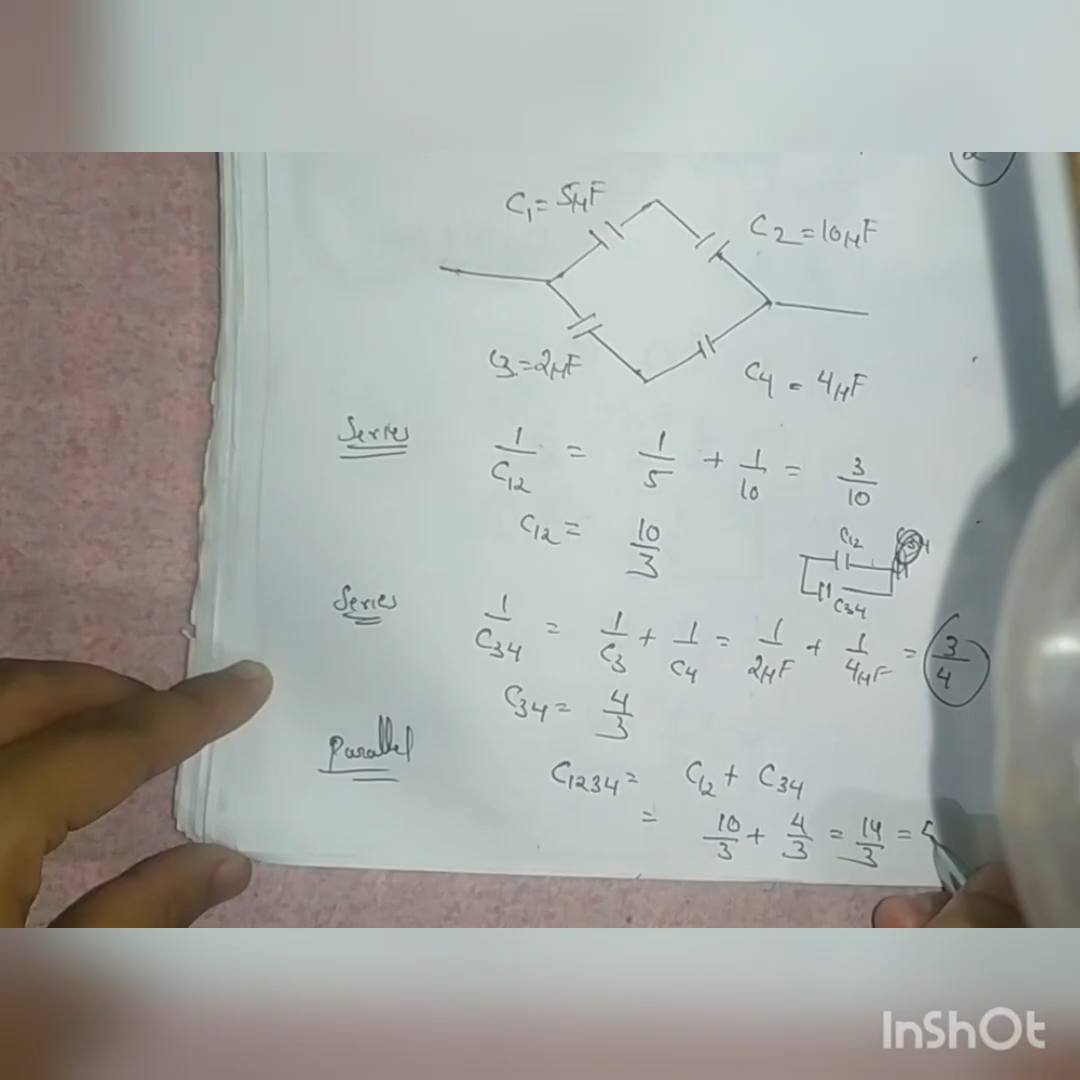 2
C₁ = 5μF
C₂ = 10μF
C₃ = 2μF
C₄ = 4μF
Series
1/C₁₂ = 1/5 + 1/10 = 3/10
C₁₂ = 10/3
C₁₂
C₃₄
Series
1/C₃₄ = 1/C₃ + 1/C₄ = 1/2μF + 1/4μF = 3/4
C₃₄ = 4/3
Parallel
C₁₂₃₄ = C₁₂ + C₃₄
= 10/3 + 4/3 = 14/3 =
InShOt